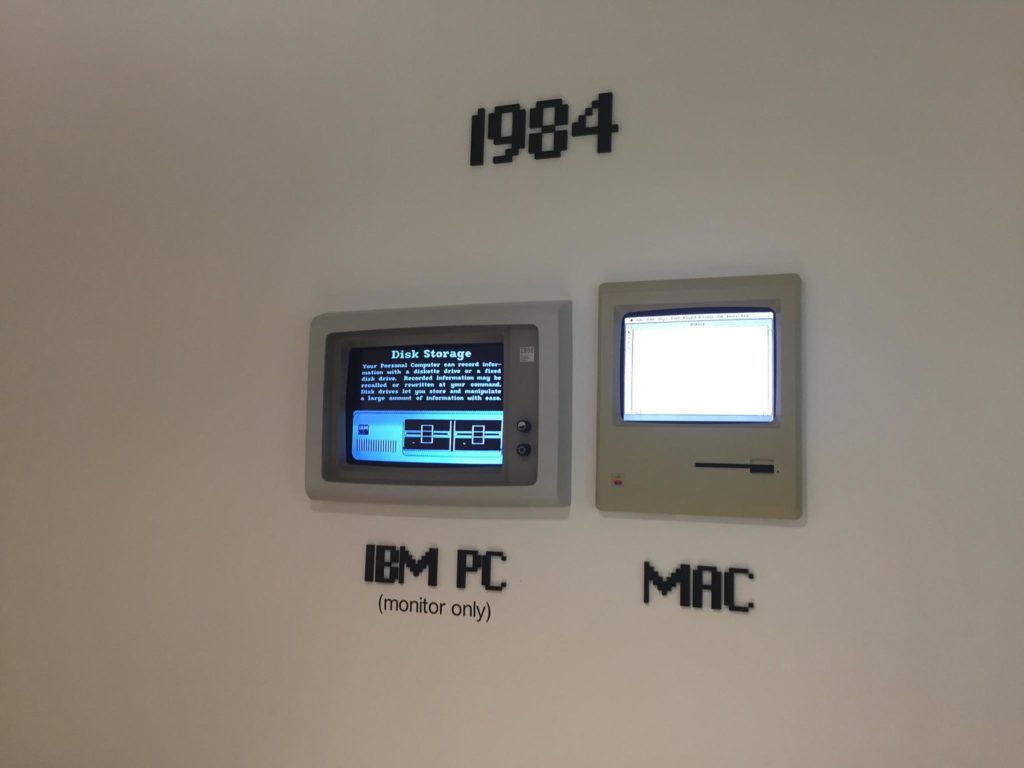 1984
IBM
Disk Storage
Your Personal Computer can record infor-
mation with a diskette drive or a fixed
disk drive. Recorded information may be
recalled or rewritten at your command.
Disk drives let you store and manipulate
a large amount of information with ease.
IBM
IBM PC
(monitor only)
MAC